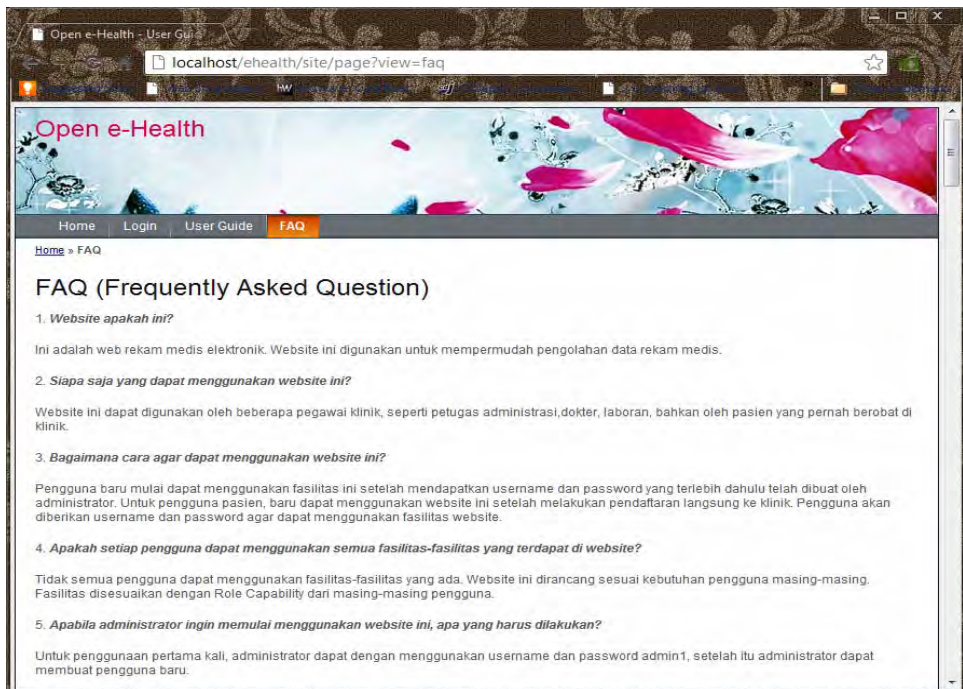 Open e-Health - User Gui
localhost/ehealth/site/page?view=faq
Open e-Health
Home Login User Guide FAQ
Home » FAQ
FAQ (Frequently Asked Question)
1. Website apakah ini?
Ini adalah web rekam medis elektronik. Website ini digunakan untuk mempermudah pengolahan data rekam medis.
2. Siapa saja yang dapat menggunakan website ini?
Website ini dapat digunakan oleh beberapa pegawai klinik, seperti petugas administrasi,dokter, laboran, bahkan oleh pasien yang pernah berobat di
klinik.
3. Bagaimana cara agar dapat menggunakan website ini?
Pengguna baru mulai dapat menggunakan fasilitas ini setelah mendapatkan username dan password yang terlebih dahulu telah dibuat oleh
administrator. Untuk pengguna pasien, baru dapat menggunakan website ini setelah melakukan pendaftaran langsung ke klinik. Pengguna akan
diberikan username dan password agar dapat menggunakan fasilitas website.
4. Apakah setiap pengguna dapat menggunakan semua fasilitas-fasilitas yang terdapat di website?
Tidak semua pengguna dapat menggunakan fasilitas-fasilitas yang ada. Website ini dirancang sesuai kebutuhan pengguna masing-masing.
Fasilitas disesuaikan dengan Role Capability dari masing-masing pengguna.
5. Apabila administrator ingin memulai menggunakan website ini, apa yang harus dilakukan?
Untuk penggunaan pertama kali, administrator dapat dengan menggunakan username dan password admin1, setelah itu administrator dapat
membuat pengguna baru.